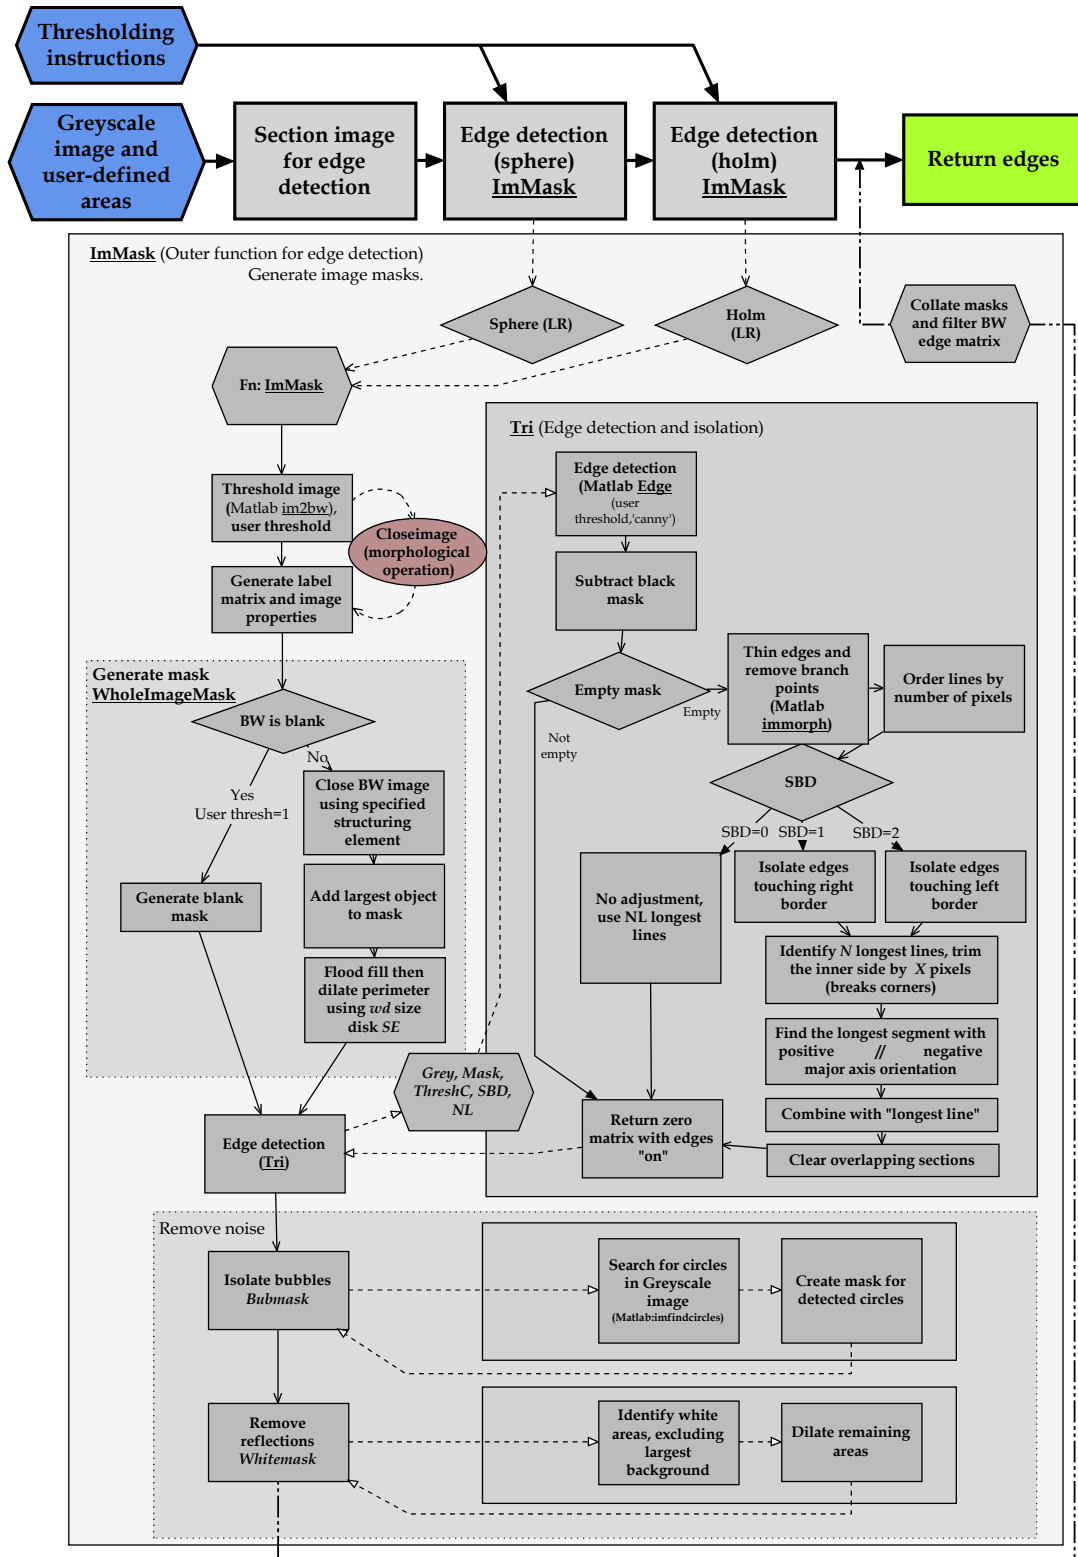 Thresholding
instructions
Greyscale
image and
user-defined
areas
Section image
for edge
detection
Edge detection
(sphere)
ImMask
Edge detection
(holm)
ImMask
Return edges
ImMask (Outer function for edge detection)
Generate image masks.
Sphere (LR)
Holm
(LR)
Collate masks
and filter BW
edge matrix
Fn: ImMask
Threshold image
(Matlab im2bw),
user threshold
Closeimage
(morphological
operation)
Generate label
matrix and image
properties
Generate mask
WholeImageMask
BW is blank
No
Yes
User thresh=1
Close BW image
using specified
structuring
element
Generate blank
mask
Add largest object
to mask
Flood fill then
dilate perimeter
using wd size
disk SE
Grey, Mask,
ThreshC, SBD,
NL
Edge detection
(Tri)
Tri (Edge detection and isolation)
Edge detection
(Matlab Edge
(user
threshold,'canny')
Subtract black
mask
Empty mask
Empty
Not
empty
Thin edges and
remove branch
points
(Matlab
immorph)
Order lines by
number of pixels
SBD
SBD=0
SBD=1
SBD=2
No adjustment,
use NL longest
lines
Isolate edges
touching right
border
Isolate edges
touching left
border
Identify N longest lines, trim
the inner side by X pixels
(breaks corners)
Find the longest segment with
positive // negative
major axis orientation
Combine with "longest line"
Clear overlapping sections
Return zero
matrix with edges
"on"
Remove noise
Isolate bubbles
Bubmask
Search for circles
in Greyscale
image
(Matlab:imfindcircles)
Create mask for
detected circles
Remove
reflections
Whitemask
Identify white
areas, excluding
largest
background
Dilate remaining
areas